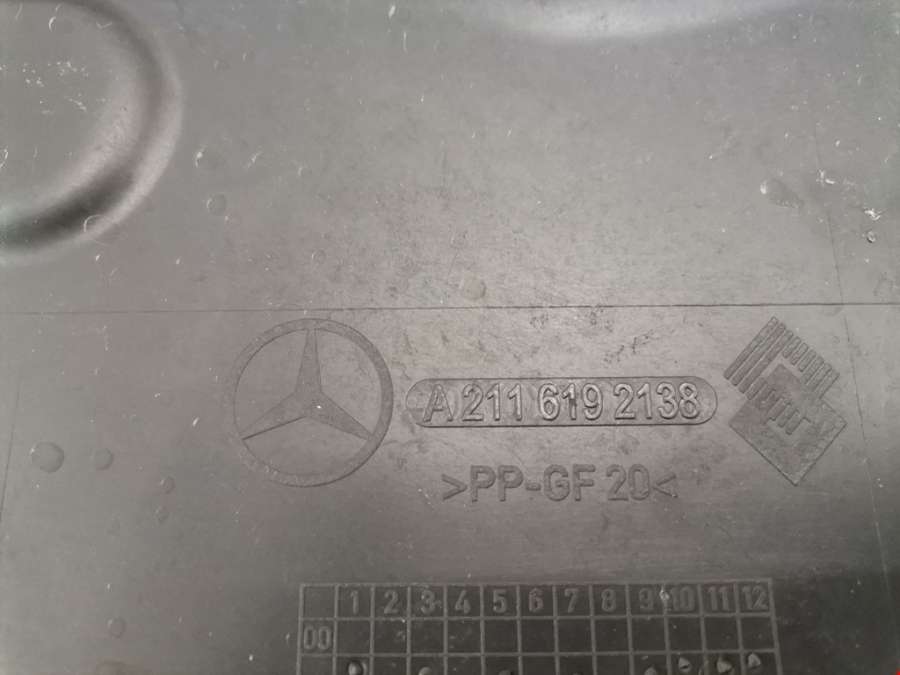 A 211 619 2138
>PP-GF 20<
1 2 3 4 5 6 7 8 9 10 11 12
00